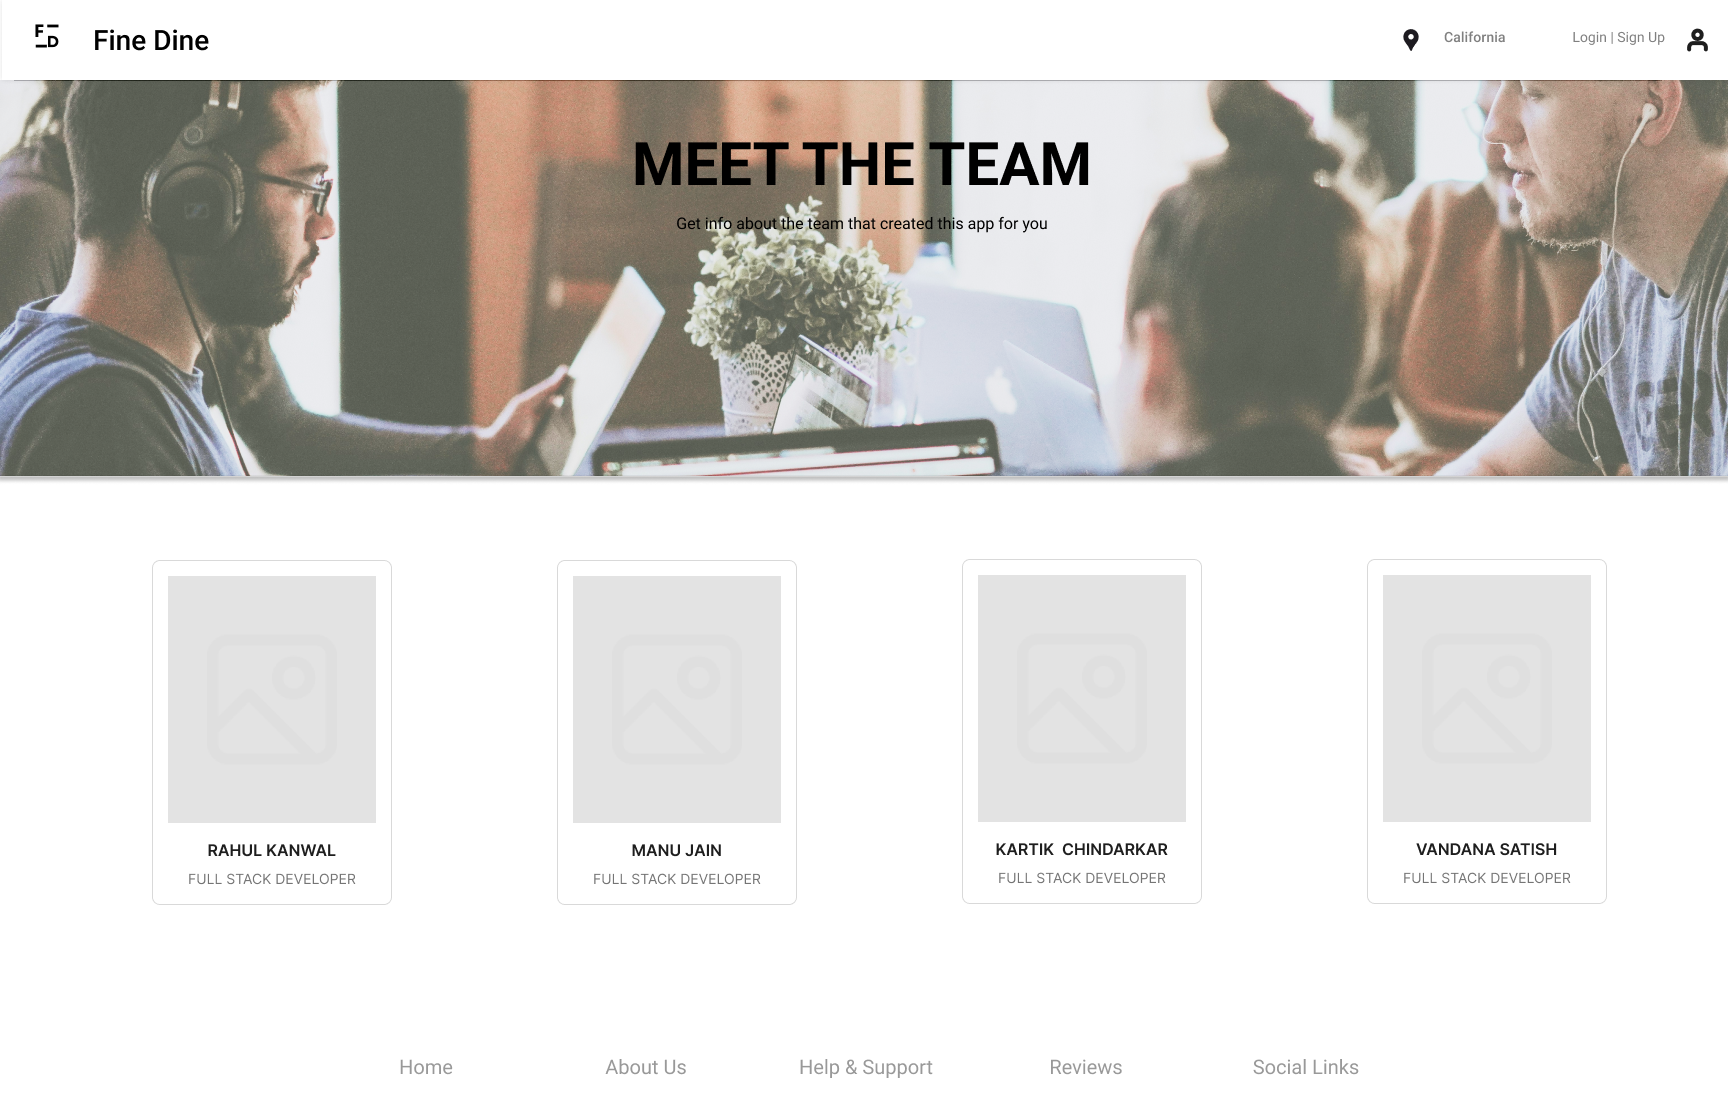 F
D
Fine Dine
California
Login | Sign Up
MEET THE TEAM
Get info about the team that created this app for you
RAHUL KANWAL
FULL STACK DEVELOPER
MANU JAIN
FULL STACK DEVELOPER
KARTIK  CHINDARKAR
FULL STACK DEVELOPER
VANDANA SATISH
FULL STACK DEVELOPER
Home
About Us
Help & Support
Reviews
Social Links